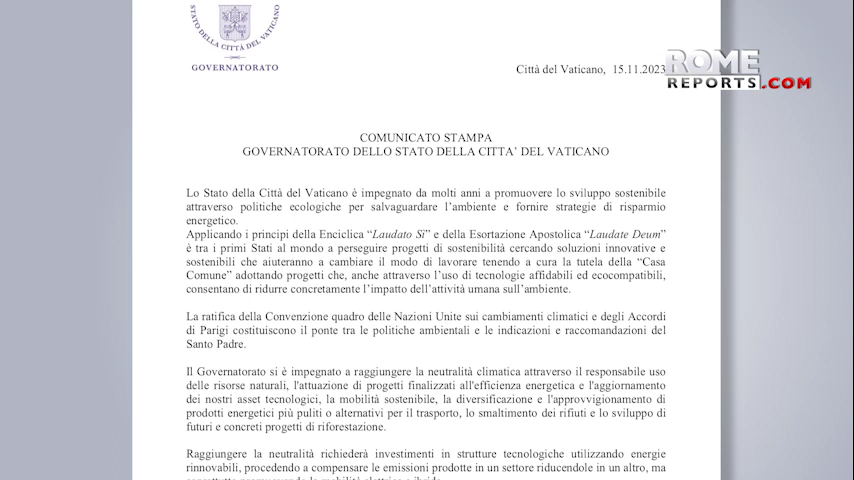 STATO DELLA CITTÀ DEL VATICANO
GOVERNATORATO
Città del Vaticano, 15.11.2023
ROME
REPORTS.COM
COMUNICATO STAMPA
GOVERNATORATO DELLO STATO DELLA CITTA' DEL VATICANO
Lo Stato della Città del Vaticano è impegnato da molti anni a promuovere lo sviluppo sostenibile
attraverso politiche ecologiche per salvaguardare l'ambiente e fornire strategie di risparmio
energetico.
Applicando i principi della Enciclica “Laudato Sì” e della Esortazione Apostolica “Laudate Deum”
è tra i primi Stati al mondo a perseguire progetti di sostenibilità cercando soluzioni innovative e
sostenibili che aiuteranno a cambiare il modo di lavorare tenendo a cura la tutela della “Casa
Comune” adottando progetti che, anche attraverso l'uso di tecnologie affidabili ed ecocompatibili,
consentano di ridurre concretamente l'impatto dell'attività umana sull'ambiente.
La ratifica della Convenzione quadro delle Nazioni Unite sui cambiamenti climatici e degli Accordi
di Parigi costituiscono il ponte tra le politiche ambientali e le indicazioni e raccomandazioni del
Santo Padre.
Il Governatorato si è impegnato a raggiungere la neutralità climatica attraverso il responsabile uso
delle risorse naturali, l'attuazione di progetti finalizzati all'efficienza energetica e l'aggiornamento
dei nostri asset tecnologici, la mobilità sostenibile, la diversificazione e l'approvvigionamento di
prodotti energetici più puliti o alternativi per il trasporto, lo smaltimento dei rifiuti e lo sviluppo di
futuri e concreti progetti di riforestazione.
Raggiungere la neutralità richiederà investimenti in strutture tecnologiche utilizzando energie
rinnovabili, procedendo a compensare le emissioni prodotte in un settore riducendole in un altro, ma